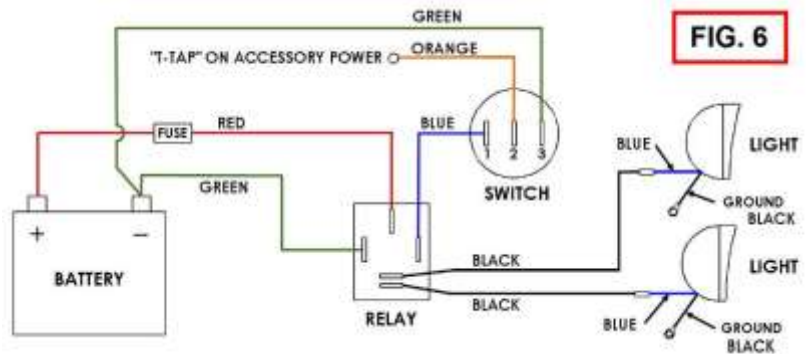 GREEN
FIG. 6
"T-TAP" ON ACCESSORY POWER
ORANGE
FUSE
RED
BLUE
1 2 3
SWITCH
BLUE
LIGHT
GROUND
BLACK
GREEN
+ −
BATTERY
RELAY
BLACK
BLACK
LIGHT
BLUE
GROUND
BLACK